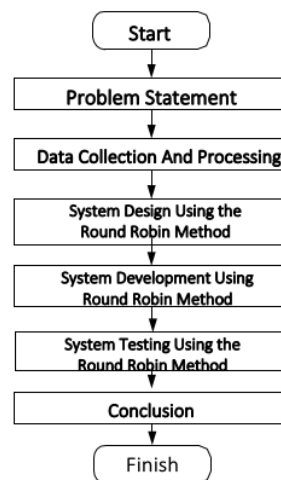 Start
Problem Statement
Data Collection And Processing
System Design Using the
Round Robin Method
System Development Using
Round Robin Method
System Testing Using the
Round Robin Method
Conclusion
Finish